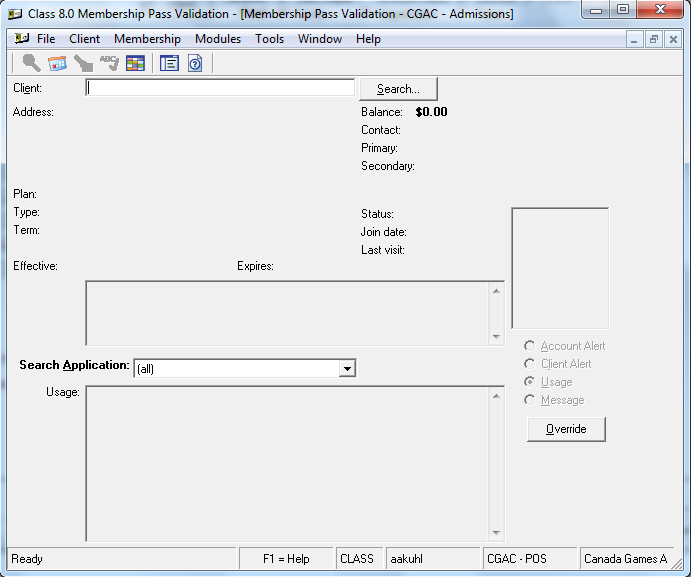 Class 8.0 Membership Pass Validation - [Membership Pass Validation - CGAC - Admissions]
File Client Membership Modules Tools Window Help
ABC
Client: Search...
Address: Balance: $0.00
Contact:
Primary:
Secondary:
Plan:
Type: Status:
Term: Join date:
Last visit:
Effective: Expires:
Account Alert
Search Application: (all) Client Alert
Usage: Usage
Message
Override
Ready F1 = Help CLASS aakuhl CGAC - POS Canada Games A